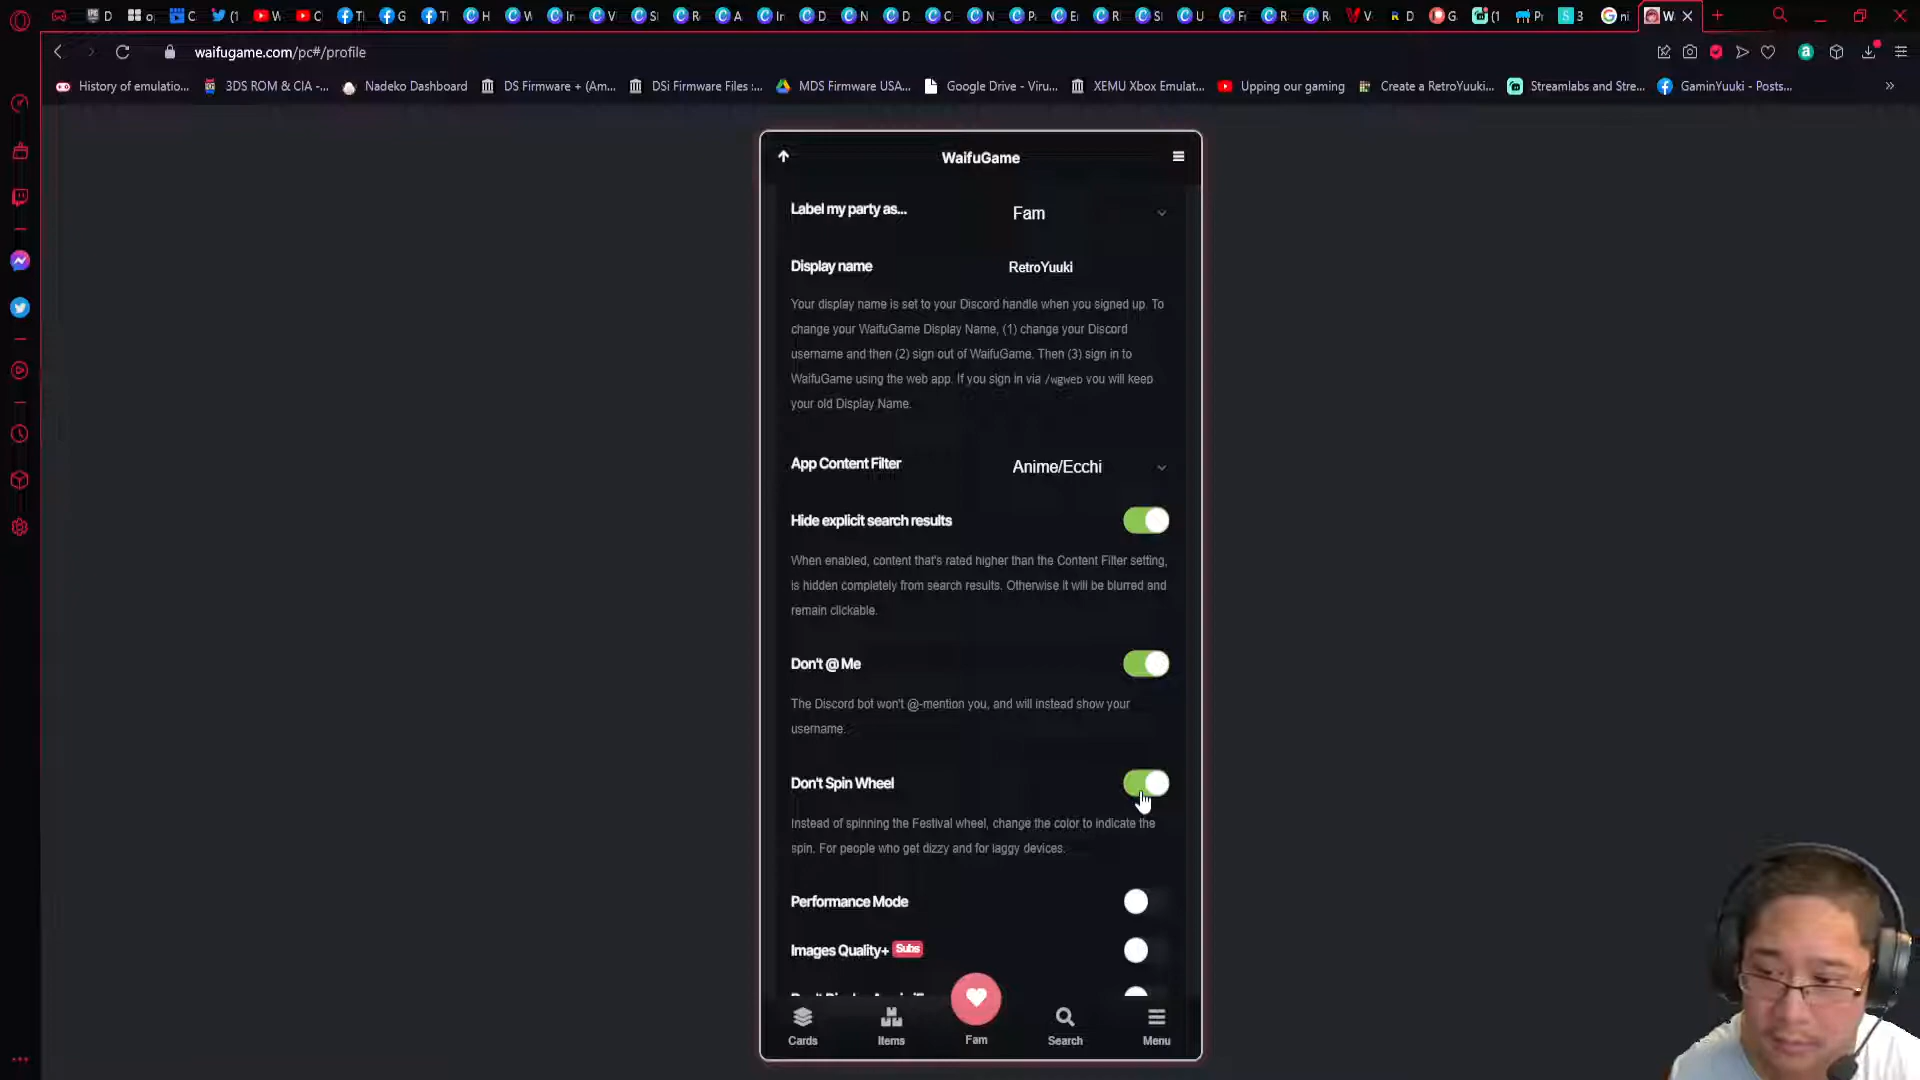 waifugame.com/pc#/profile
History of emulatio...
3DS ROM & CIA -...
Nadeko Dashboard
DS Firmware + (Am...
DSi Firmware Files :...
MDS Firmware USA...
Google Drive - Viru...
XEMU Xbox Emulat...
Upping our gaming
Create a RetroYuuki...
Streamlabs and Stre...
GaminYuuki - Posts...
WaifuGame
Label my party as...
Fam
Display name
RetroYuuki
Your display name is set to your Discord handle when you signed up. To
change your WaifuGame Display Name, (1) change your Discord
username and then (2) sign out of WaifuGame. Then (3) sign in to
WaifuGame using the web app. If you sign in via /wgweb you will keep
your old Display Name.
App Content Filter
Anime/Ecchi
Hide explicit search results
When enabled, content that's rated higher than the Content Filter setting,
is hidden completely from search results. Otherwise it will be blurred and
remain clickable.
Don't @ Me
The Discord bot won't @-mention you, and will instead show your
username.
Don't Spin Wheel
Instead of spinning the Festival wheel, change the color to indicate the
spin. For people who get dizzy and for laggy devices.
Performance Mode
Images Quality+ Subs
Cards
Items
Fam
Search
Menu